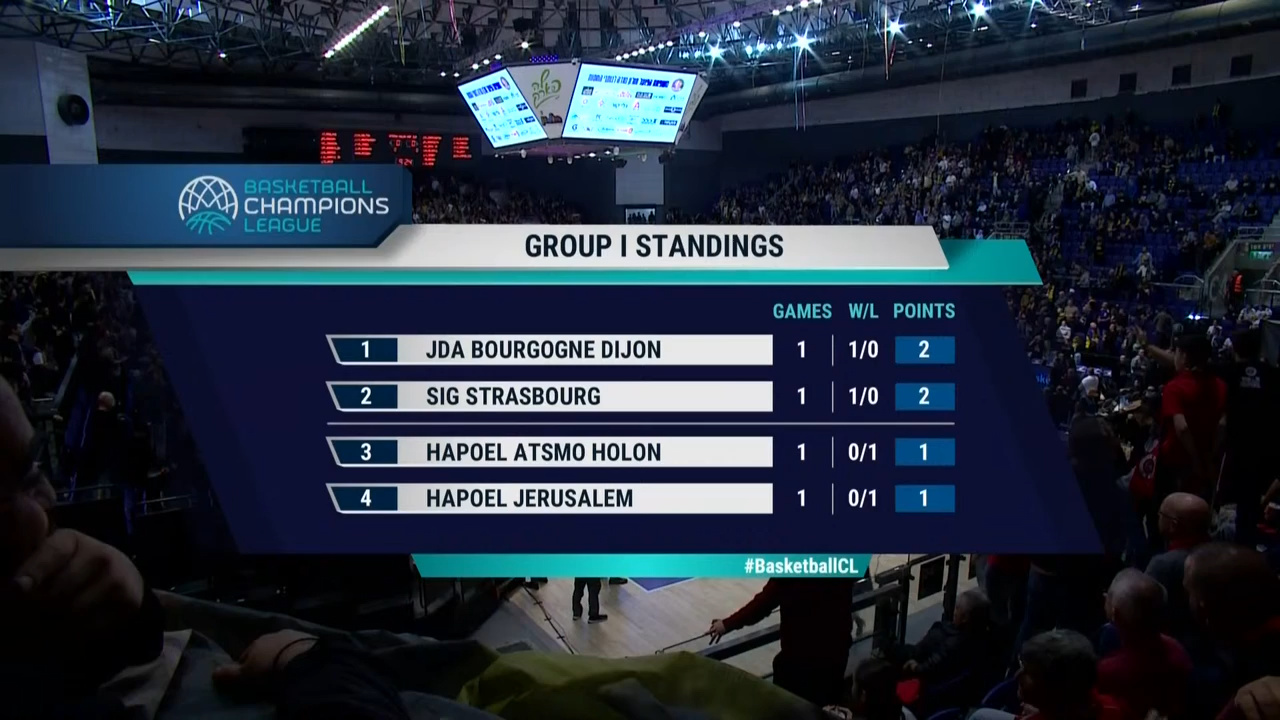 BASKETBALL
CHAMPIONS
LEAGUE
GROUP I STANDINGS
GAMES W/L POINTS
1 JDA BOURGOGNE DIJON 1 1/0 2
2 SIG STRASBOURG 1 1/0 2
3 HAPOEL ATSMO HOLON 1 0/1 1
4 HAPOEL JERUSALEM 1 0/1 1
#BasketballCL